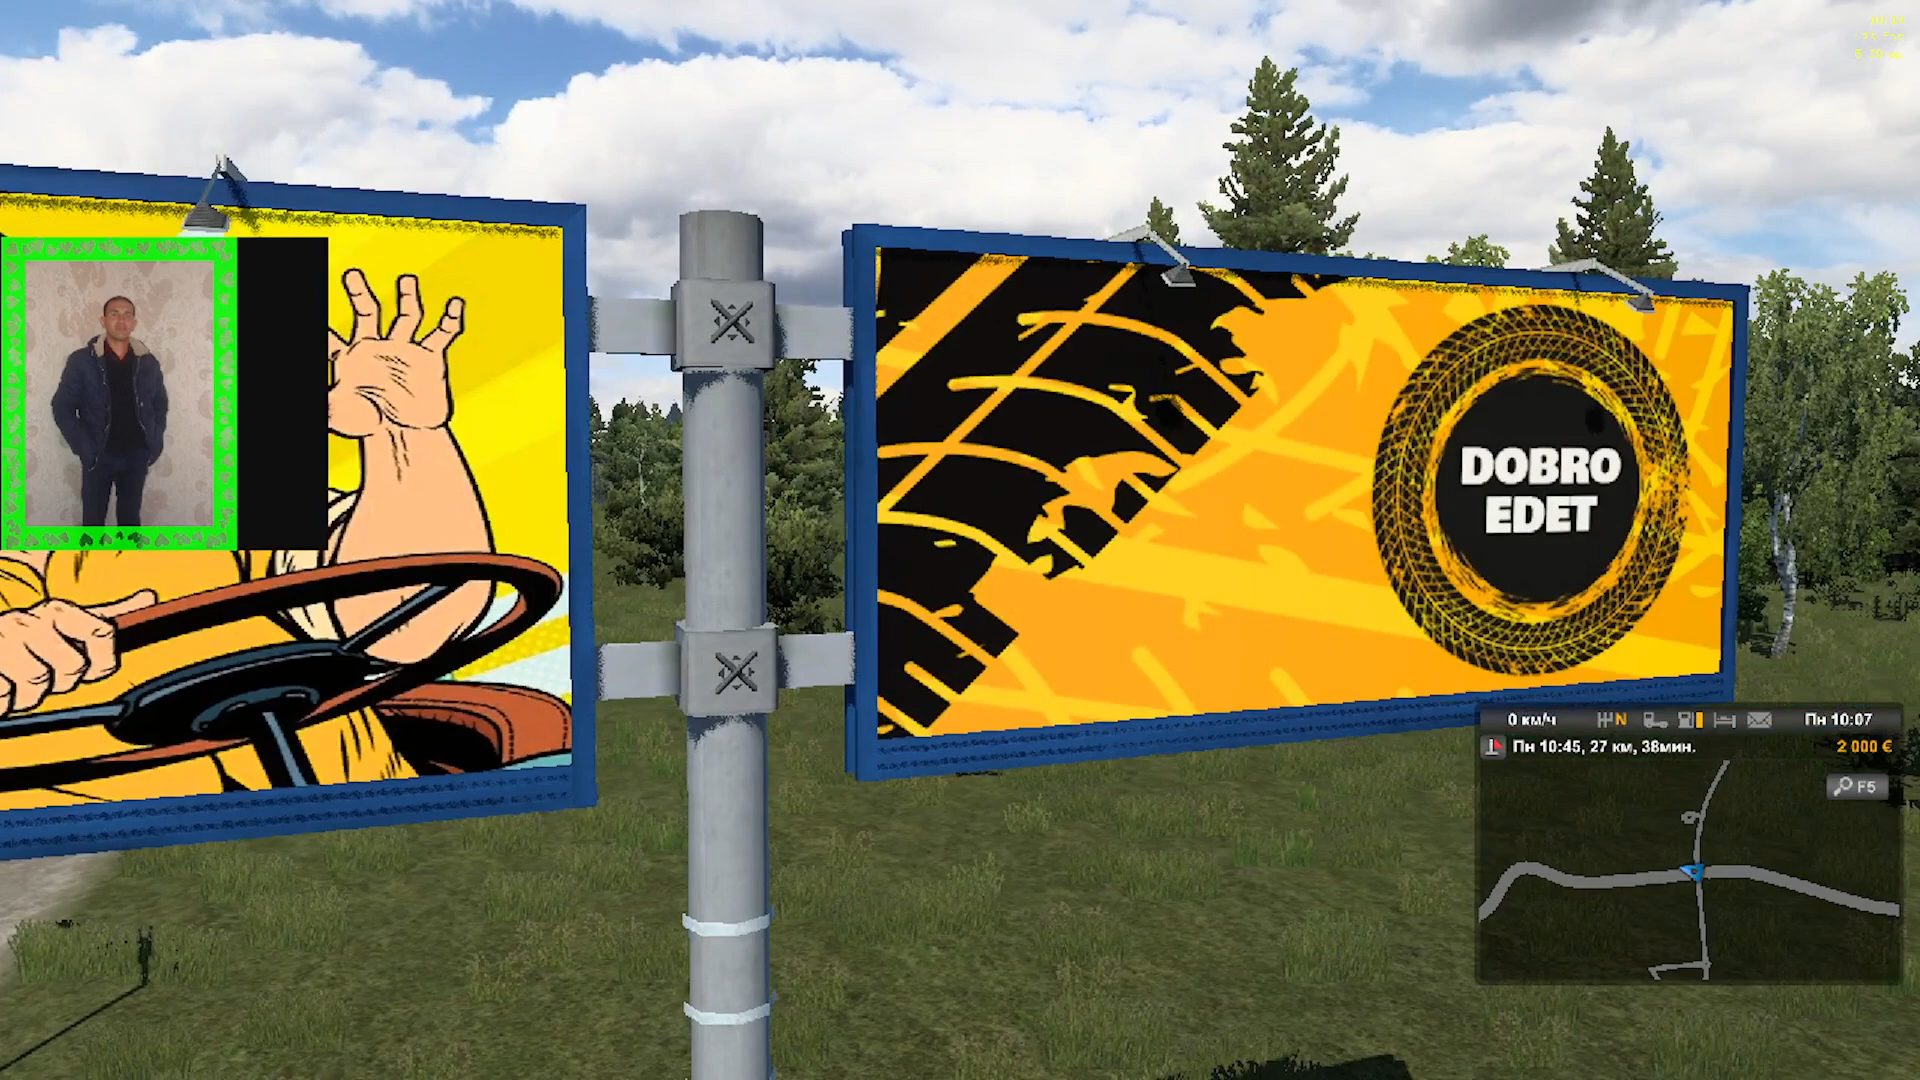 DOBRO
EDET
0 км/ч
N
Пн 10:07
Пн 10:45, 27 км, 38мин.
2 000 €
F5